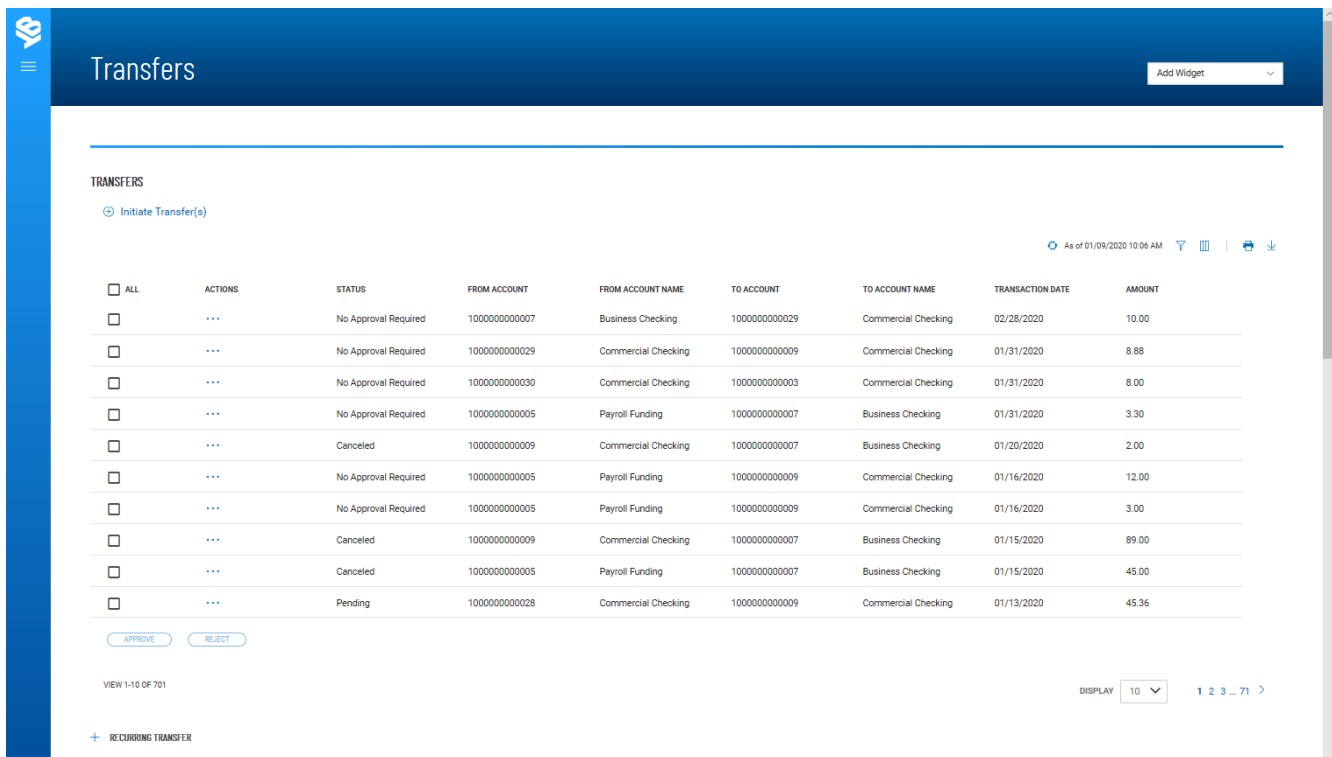 Transfers
Add Widget
TRANSFERS
Initiate Transfer(s)
As of 01/09/2020 10:06 AM
ALL ACTIONS STATUS FROM ACCOUNT FROM ACCOUNT NAME TO ACCOUNT TO ACCOUNT NAME TRANSACTION DATE AMOUNT
... No Approval Required 1000000000007 Business Checking 1000000000029 Commercial Checking 02/28/2020 10.00
... No Approval Required 1000000000029 Commercial Checking 1000000000009 Commercial Checking 01/31/2020 8.88
... No Approval Required 1000000000030 Commercial Checking 1000000000003 Commercial Checking 01/31/2020 8.00
... No Approval Required 1000000000005 Payroll Funding 1000000000007 Business Checking 01/31/2020 3.30
... Canceled 1000000000009 Commercial Checking 1000000000007 Business Checking 01/20/2020 2.00
... No Approval Required 1000000000005 Payroll Funding 1000000000009 Commercial Checking 01/16/2020 12.00
... No Approval Required 1000000000005 Payroll Funding 1000000000009 Commercial Checking 01/16/2020 3.00
... Canceled 1000000000009 Commercial Checking 1000000000007 Business Checking 01/15/2020 89.00
... Canceled 1000000000005 Payroll Funding 1000000000007 Business Checking 01/15/2020 45.00
... Pending 1000000000028 Commercial Checking 1000000000009 Commercial Checking 01/13/2020 45.36
APPROVE REJECT
VIEW 1-10 OF 701 DISPLAY 10 1 2 3 ... 71 >
+ RECURRING TRANSFER